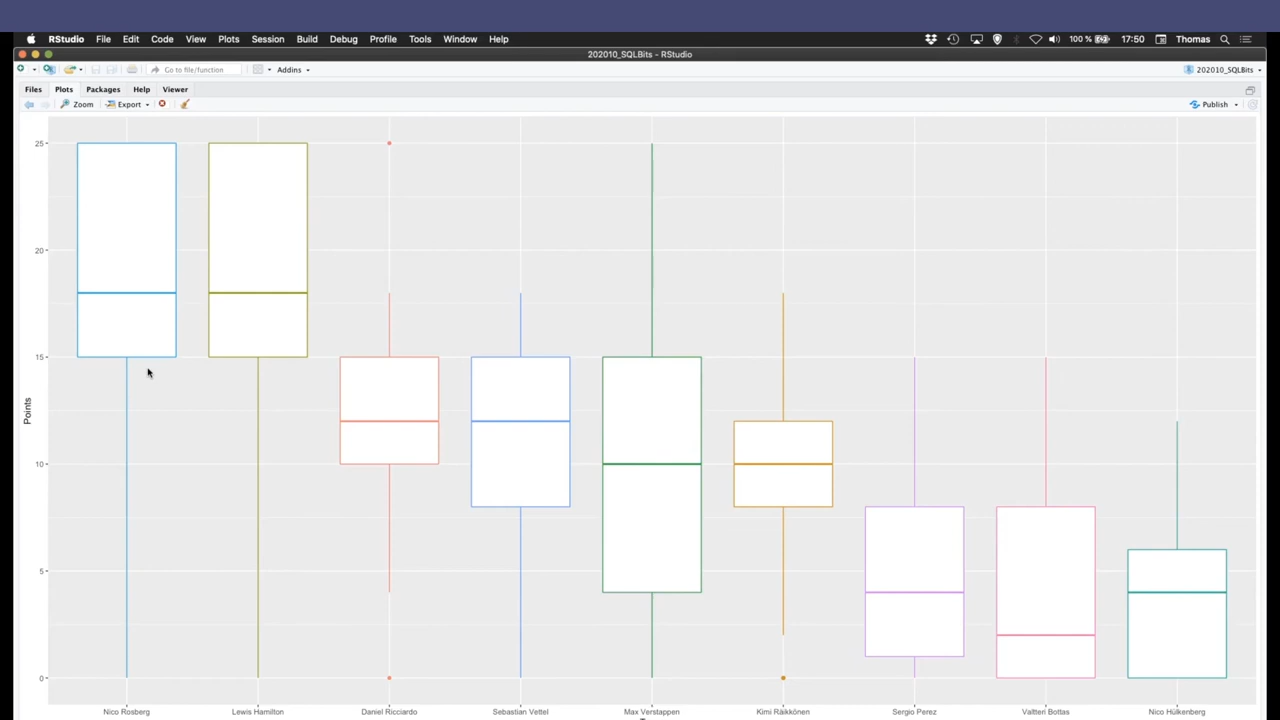 RStudio File Edit Code View Plots Session Build Debug Profile Tools Window Help 100 % 17:50 Thomas
202010_SQLBits - RStudio
Go to file/function Addins 202010_SQLBits
Files Plots Packages Help Viewer
Zoom Export Publish
25
20
15
10
5
0
Points
Nico Rosberg Lewis Hamilton Daniel Ricciardo Sebastian Vettel Max Verstappen Kimi Räikkönen Sergio Perez Valtteri Bottas Nico Hülkenberg